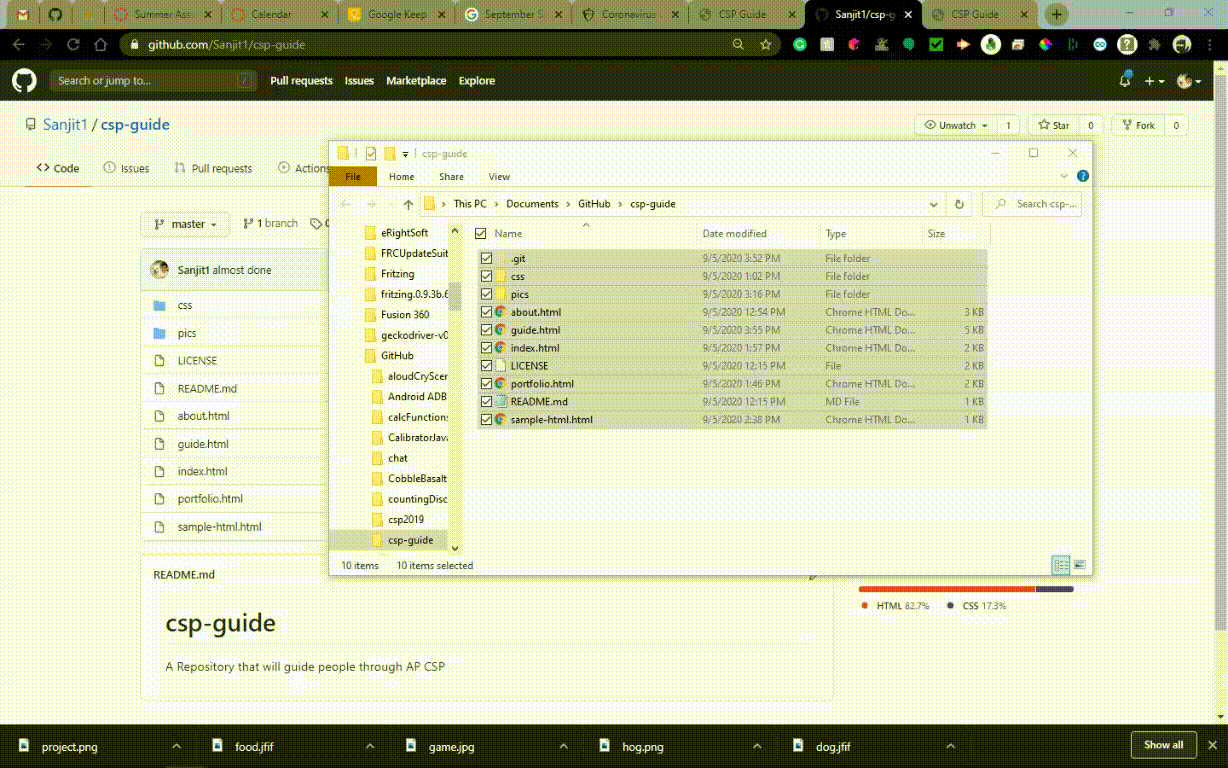 Summer Ass
Calendar
Google Keep
September S
Coronavirus
CSP Guide
Sanjit1/csp-g
CSP Guide
github.com/Sanjit1/csp-guide
Search or jump to...
/
Pull requests
Issues
Marketplace
Explore
Sanjit1 / csp-guide
Unwatch
1
Star
0
Fork
0
Code
Issues
Pull requests
Actions
master
1 branch
Sanjit1 almost done
css
pics
LICENSE
README.md
about.html
guide.html
index.html
portfolio.html
sample-html.html
csp-guide
File
Home
Share
View
This PC > Documents > GitHub > csp-guide
Search csp-...
eRightSoft
FRCUpdateSuit
Fritzing
fritzing.0.9.3b.6
Fusion 360
geckodriver-v0
GitHub
aloudCryScer
Android ADB
calcFunctions
CalibratorJava
chat
CobbleBasalt
countingDisc
csp2019
csp-guide
Name Date modified Type Size
.git 9/5/2020 3:52 PM File folder
css 9/5/2020 1:02 PM File folder
pics 9/5/2020 3:16 PM File folder
about.html 9/5/2020 12:54 PM Chrome HTML Do... 3 KB
guide.html 9/5/2020 3:55 PM Chrome HTML Do... 5 KB
index.html 9/5/2020 1:57 PM Chrome HTML Do... 2 KB
LICENSE 9/5/2020 12:15 PM File 2 KB
portfolio.html 9/5/2020 1:46 PM Chrome HTML Do... 2 KB
README.md 9/5/2020 12:15 PM MD File 1 KB
sample-html.html 9/5/2020 2:38 PM Chrome HTML Do... 1 KB
10 items 10 items selected
README.md
csp-guide
A Repository that will guide people through AP CSP
HTML 82.7% CSS 17.3%
project.png
food.jfif
game.jpg
hog.png
dog.jfif
Show all